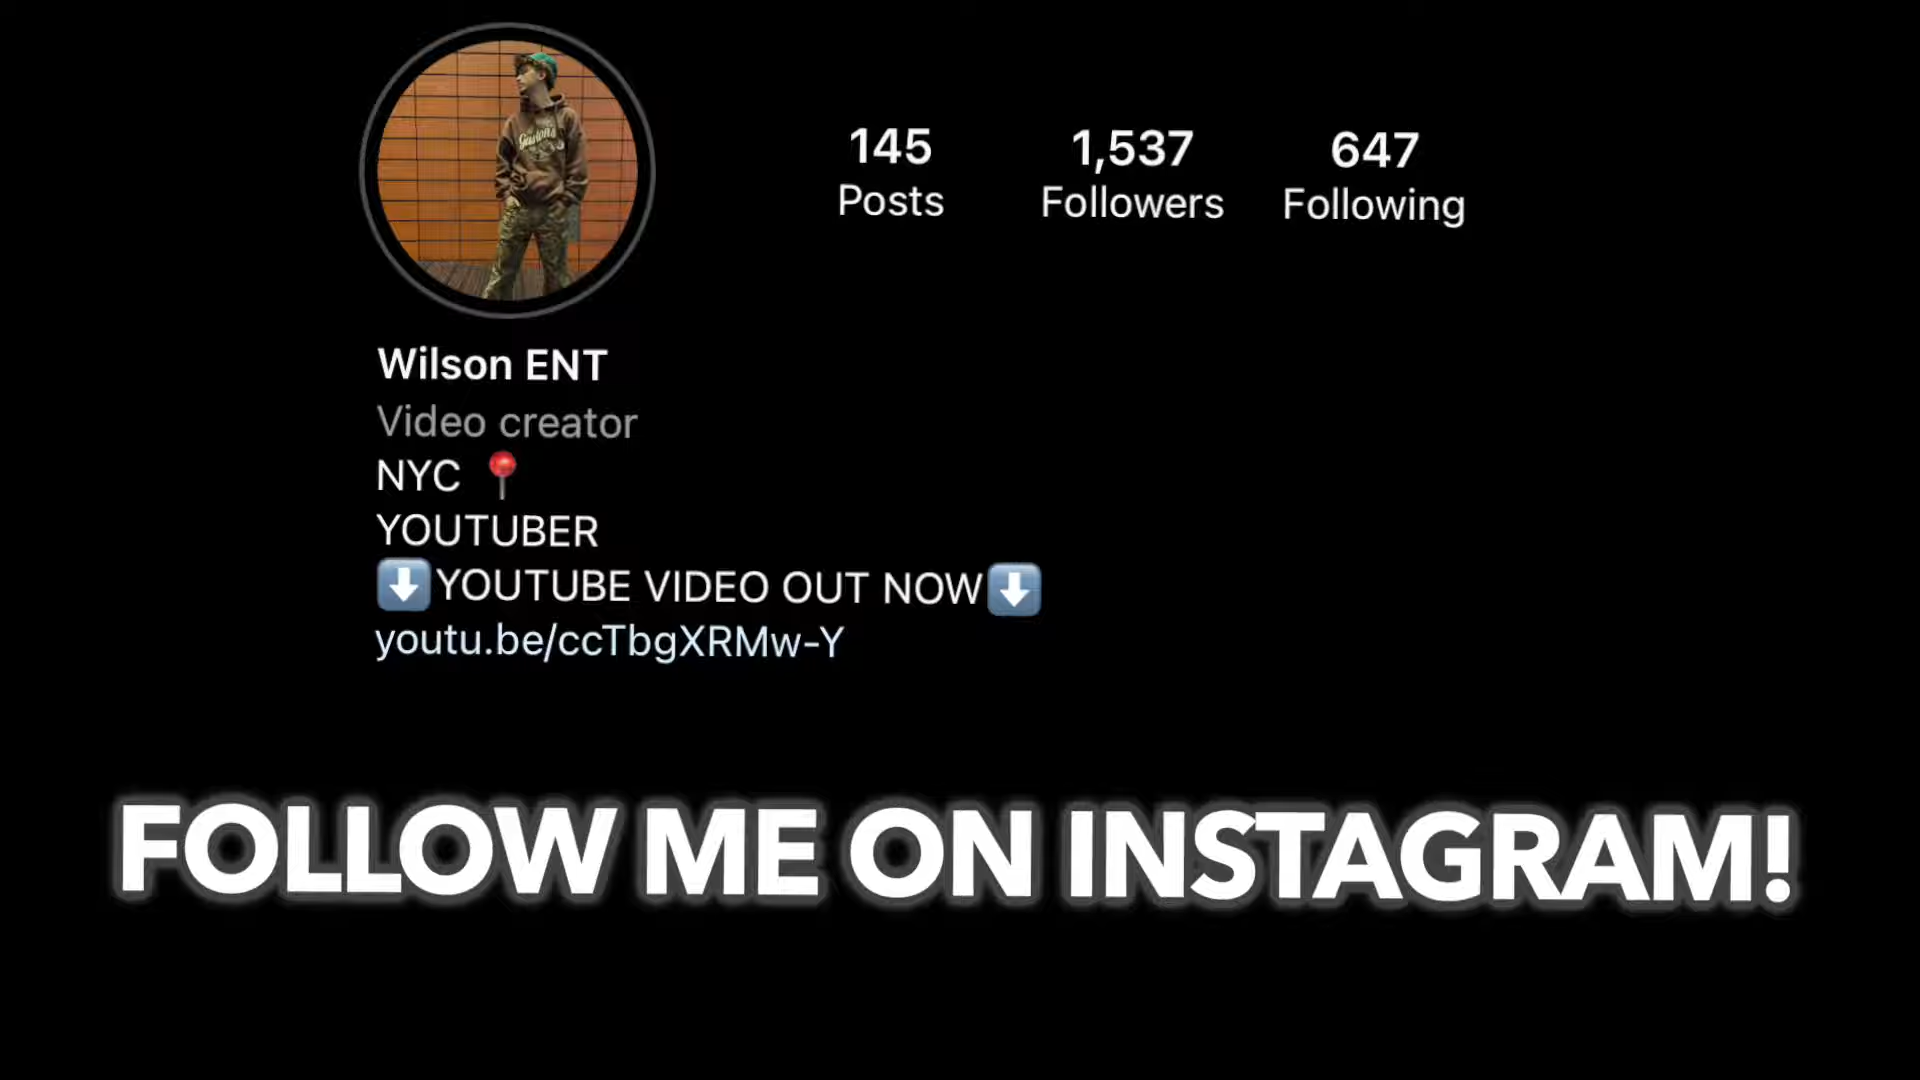 Gaston's
145
Posts
1,537
Followers
647
Following
Wilson ENT
Video creator
NYC 📍
YOUTUBER
⬇️YOUTUBE VIDEO OUT NOW⬇️
youtu.be/ccTbgXRMw-Y
FOLLOW ME ON INSTAGRAM!